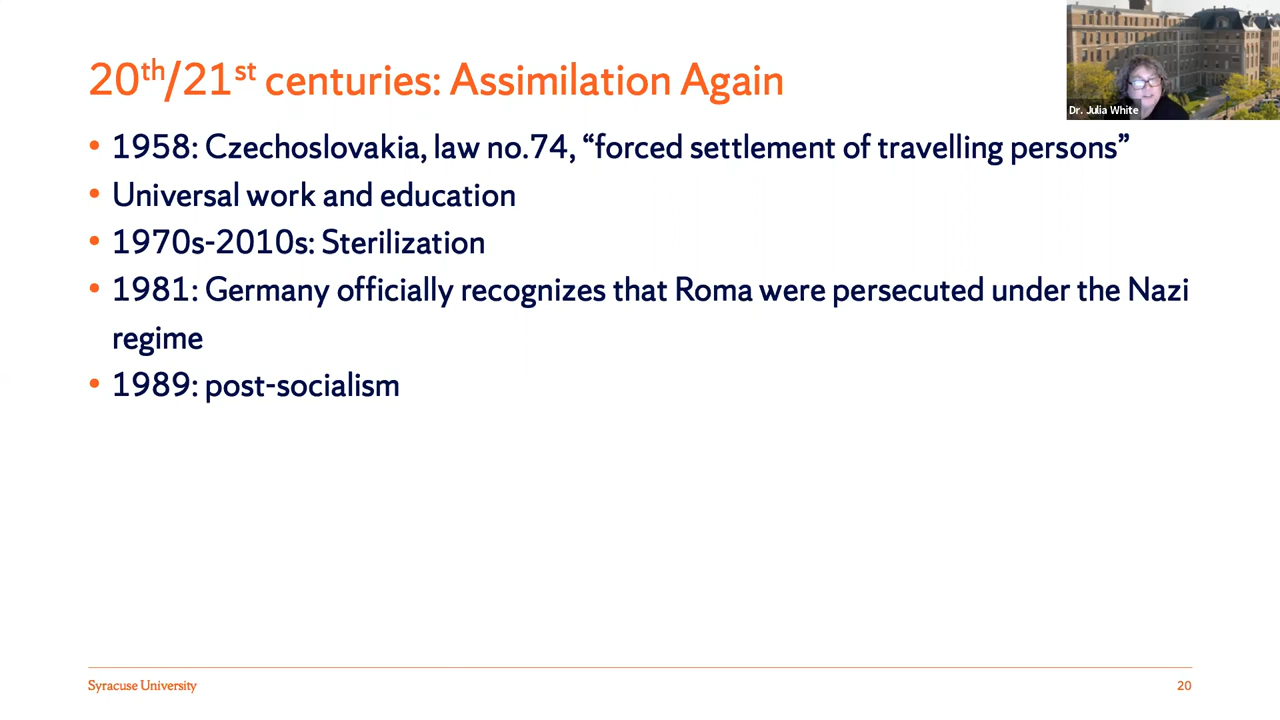 20th/21st centuries: Assimilation Again
Dr. Julia White
• 1958: Czechoslovakia, law no.74, “forced settlement of travelling persons”
• Universal work and education
• 1970s-2010s: Sterilization
• 1981: Germany officially recognizes that Roma were persecuted under the Nazi
regime
• 1989: post-socialism
Syracuse University
20